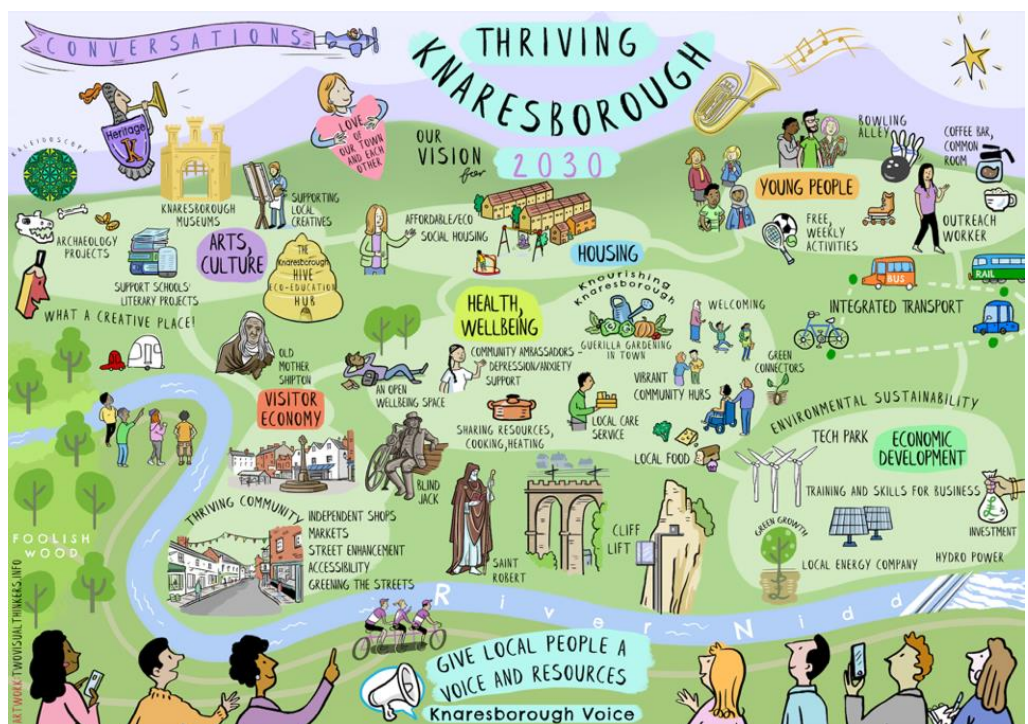 CONVERSATIONS
THRIVING
KNARESBOROUGH
OUR
VISION
for
2030
Heritage
K
KALEIDOSCOPE
LOVE
OF
OUR TOWN
AND EACH
OTHER
KNARESBOROUGH
MUSEUMS
SUPPORTING
LOCAL
CREATIVES
ARCHAEOLOGY
PROJECTS
SUPPORT SCHOOLS'
LITERARY PROJECTS
ARTS,
CULTURE
THE
Knaresborough
HIVE
ECO-EDUCATION
HUB
WHAT A CREATIVE PLACE!
AFFORDABLE/ECO
SOCIAL HOUSING
HOUSING
YOUNG PEOPLE
BOWLING
ALLEY
COFFEE BAR,
COMMON
ROOM
FREE,
WEEKLY
ACTIVITIES
OUTREACH
WORKER
BUS
RAIL
INTEGRATED TRANSPORT
HEALTH,
WELLBEING
COMMUNITY AMBASSADORS -
DEPRESSION/ANXIETY
SUPPORT
Nourishing
Knaresborough
GUERILLA GARDENING
IN TOWN
WELCOMING
VIBRANT
COMMUNITY HUBS
GREEN
CONNECTORS
OLD
MOTHER
SHIPTON
AN OPEN
WELLBEING SPACE
SHARING RESOURCES,
COOKING, HEATING
LOCAL CARE
SERVICE
LOCAL FOOD
VISITOR
ECONOMY
BLIND
JACK
THRIVING COMMUNITY
INDEPENDENT SHOPS
MARKETS
STREET ENHANCEMENT
ACCESSIBILITY
GREENING THE STREETS
SAINT
ROBERT
CLIFF
LIFT
ENVIRONMENTAL SUSTAINABILITY
TECH PARK
ECONOMIC
DEVELOPMENT
TRAINING AND SKILLS FOR BUSINESS
£
INVESTMENT
GREEN GROWTH
LOCAL ENERGY COMPANY
HYDRO POWER
FOOLISH
WOOD
River Nidd
GIVE LOCAL PEOPLE A
VOICE AND RESOURCES
Knaresborough Voice
ARTWORK-TWOVISUALTHINKERS.INFO